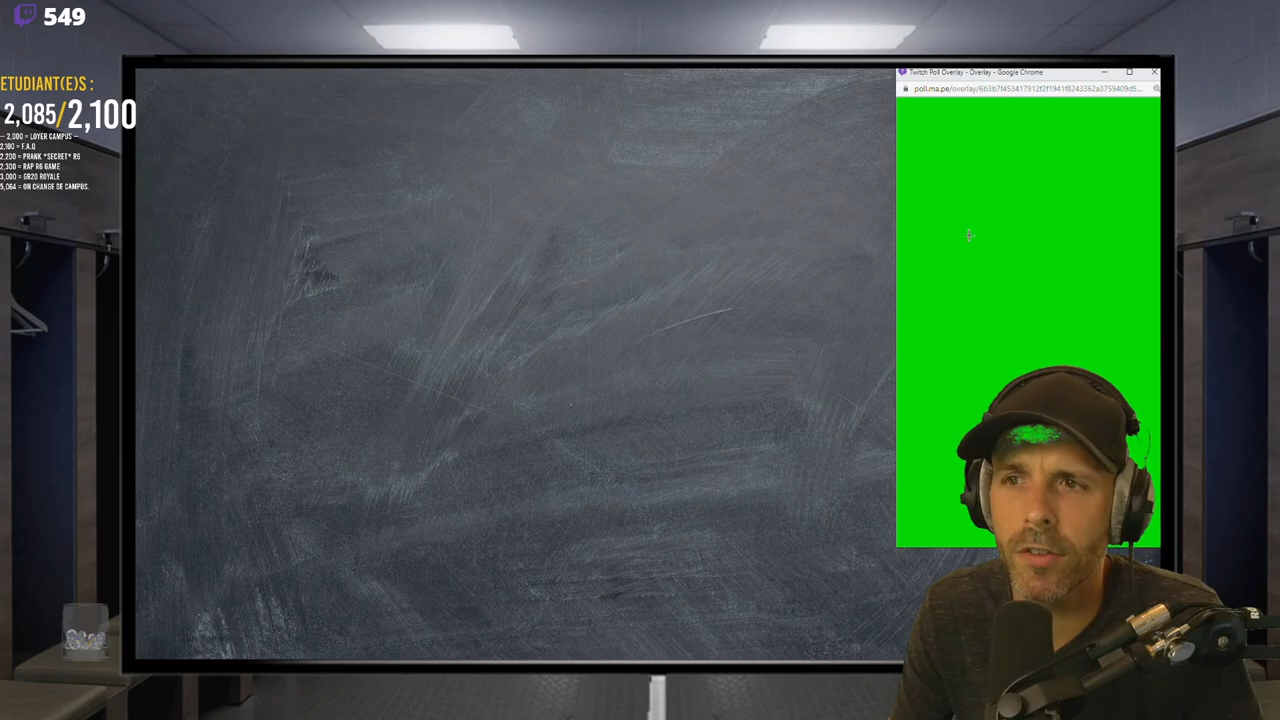 549
ETUDIANT(E)S :
2,085/2,100
-- 2,000 = LOYER CAMPUS --
2,100 = F.A.Q
2,200 = PRANK *SECRET* R6
2,300 = RAP R6 GAME
3,000 = GR20 ROYALE
5,064 = ON CHANGE DE CAMPUS.
Twitch Poll Overlay - Overlay - Google Chrome